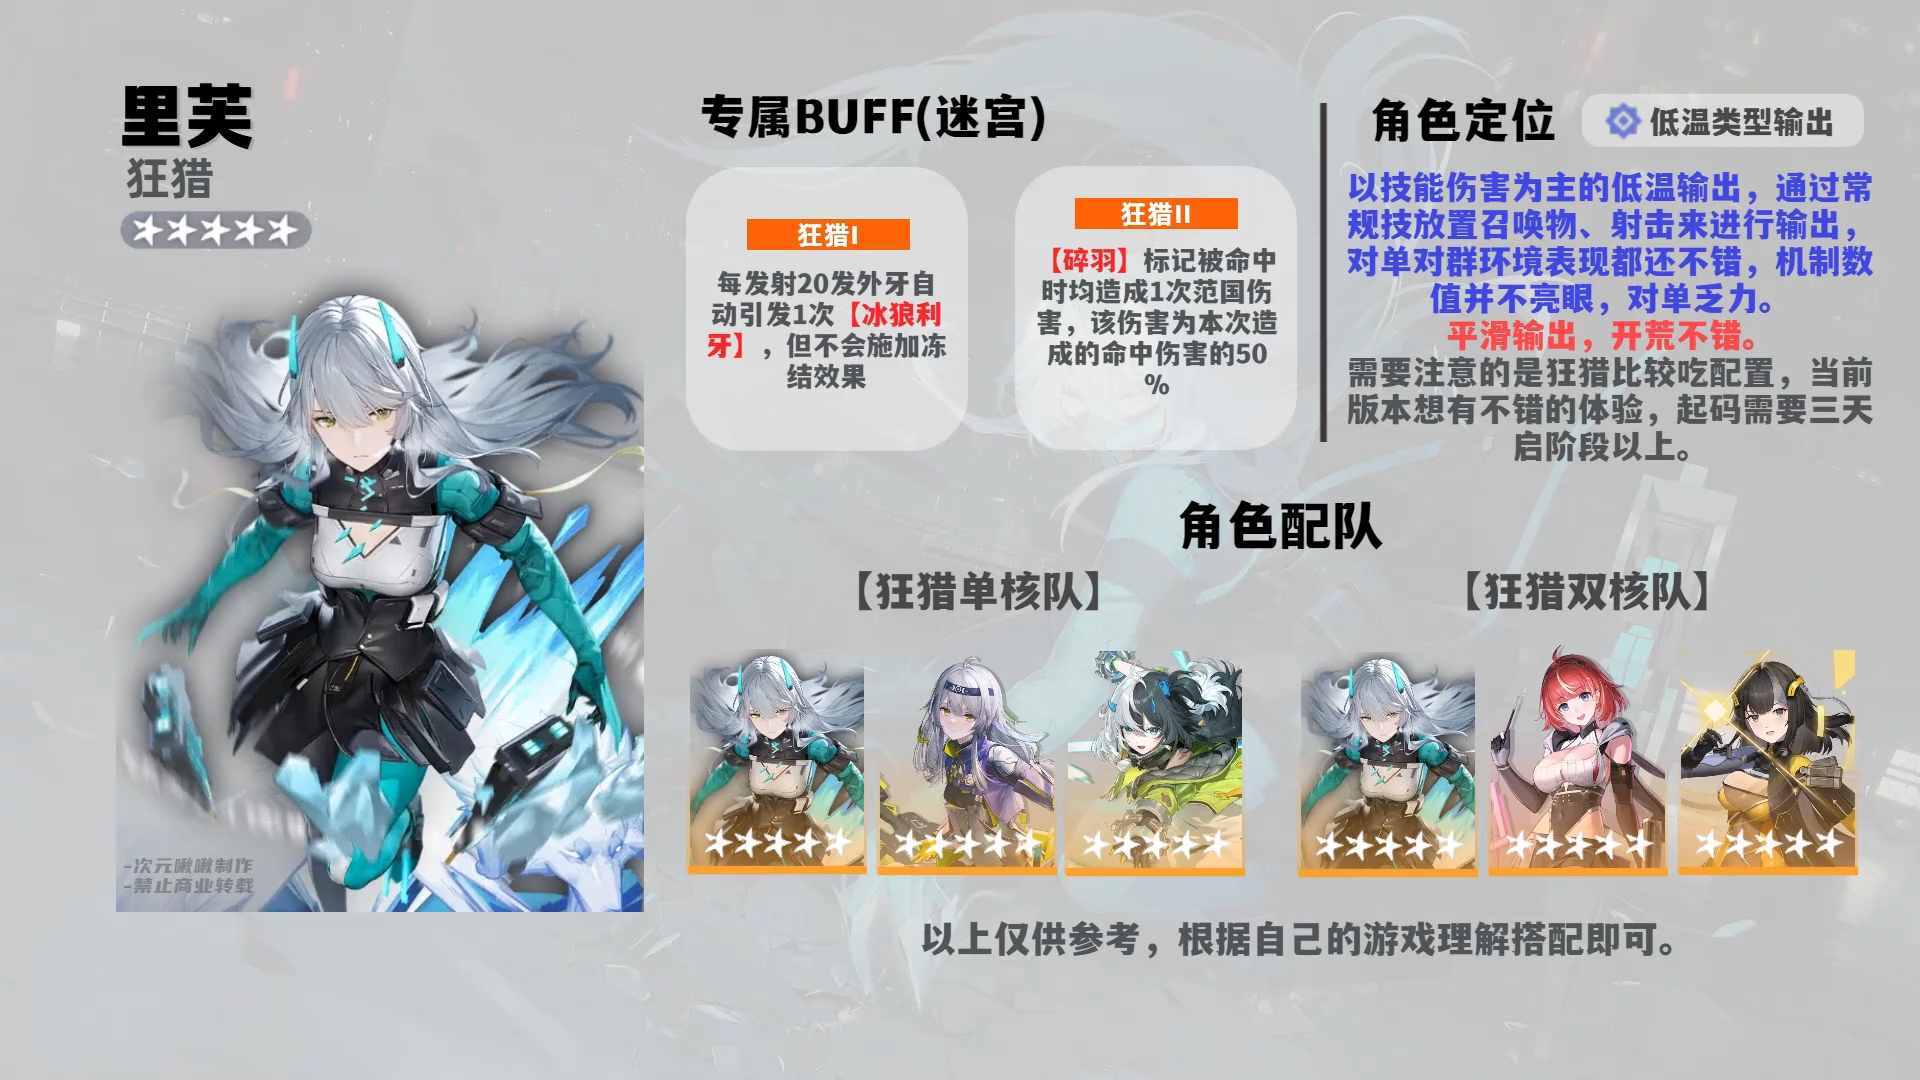 里芙
狂猎
专属BUFF(迷宫)
狂猎I
每发射20发外牙自
动引发1次【冰狼利
牙】，但不会施加冻
结效果
狂猎II
【碎羽】标记被命中
时均造成1次范国伤
害，该伤害为本次造
成的命中伤害的50
%
角色定位
低温类型输出
以技能伤害为主的低温输出，通过常
规技放置召唤物、射击来进行输出，
对单对群环境表现都还不错，机制数
值并不亮眼，对单乏力。
平滑输出，开荒不错。
需要注意的是狂猎比较吃配置，当前
版本想有不错的体验，起码需要三天
启阶段以上。
角色配队
【狂猎单核队】
【狂猎双核队】
-次元啾啾制作
-禁止商业转载
以上仅供参考，根据自己的游戏理解搭配即可。